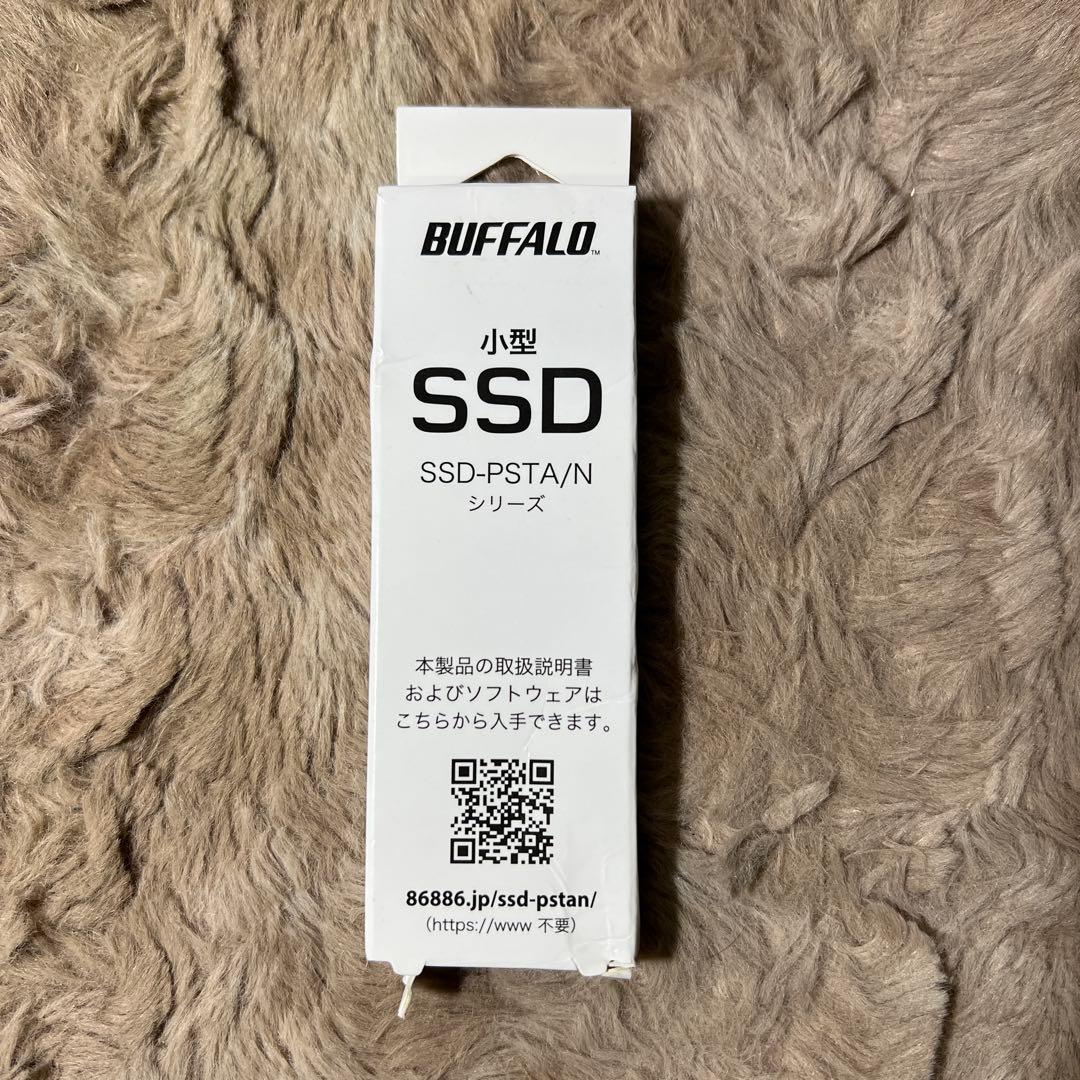 BUFFALO™
小型
SSD
SSD-PSTA/N
シリーズ
本製品の取扱説明書
およびソフトウェアは
こちらから入手できます。
86886.jp/ssd-pstan/
（https://www 不要）